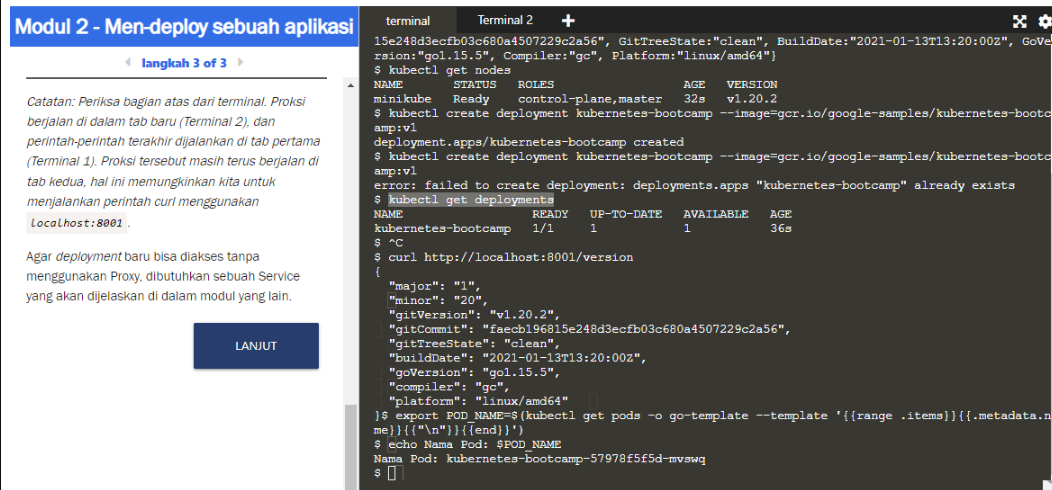 Modul 2 - Men-deploy sebuah aplikasi
langkah 3 of 3
Catatan: Periksa bagian atas dari terminal. Proksi
berjalan di dalam tab baru (Terminal 2), dan
perintah-perintah terakhir dijalankan di tab pertama
(Terminal 1). Proksi tersebut masih terus berjalan di
tab kedua, hal ini memungkinkan kita untuk
menjalankan perintah curl menggunakan
localhost:8001 .
Agar deployment baru bisa diakses tanpa
menggunakan Proxy, dibutuhkan sebuah Service
yang akan dijelaskan di dalam modul yang lain.
LANJUT
terminal Terminal 2 +
15e248d3ecfb03c680a4507229c2a56", GitTreeState:"clean", BuildDate:"2021-01-13T13:20:00Z", GoVe
rsion:"go1.15.5", Compiler:"gc", Platform:"linux/amd64"}
$ kubectl get nodes
NAME STATUS ROLES AGE VERSION
minikube Ready control-plane,master 32s v1.20.2
$ kubectl create deployment kubernetes-bootcamp --image=gcr.io/google-samples/kubernetes-bootc
amp:v1
deployment.apps/kubernetes-bootcamp created
$ kubectl create deployment kubernetes-bootcamp --image=gcr.io/google-samples/kubernetes-bootc
amp:v1
error: failed to create deployment: deployments.apps "kubernetes-bootcamp" already exists
$ kubectl get deployments
NAME READY UP-TO-DATE AVAILABLE AGE
kubernetes-bootcamp 1/1 1 1 36s
$ ^C
$ curl http://localhost:8001/version
{
"major": "1",
"minor": "20",
"gitVersion": "v1.20.2",
"gitCommit": "faecb196815e248d3ecfb03c680a4507229c2a56",
"gitTreeState": "clean",
"buildDate": "2021-01-13T13:20:00Z",
"goVersion": "go1.15.5",
"compiler": "gc",
"platform": "linux/amd64"
}$ export POD_NAME=$(kubectl get pods -o go-template --template '{{range .items}}{{.metadata.n
me}}{{"\n"}}{{end}}')
$ echo Nama Pod: $POD_NAME
Nama Pod: kubernetes-bootcamp-57978f5f5d-mvswq
$